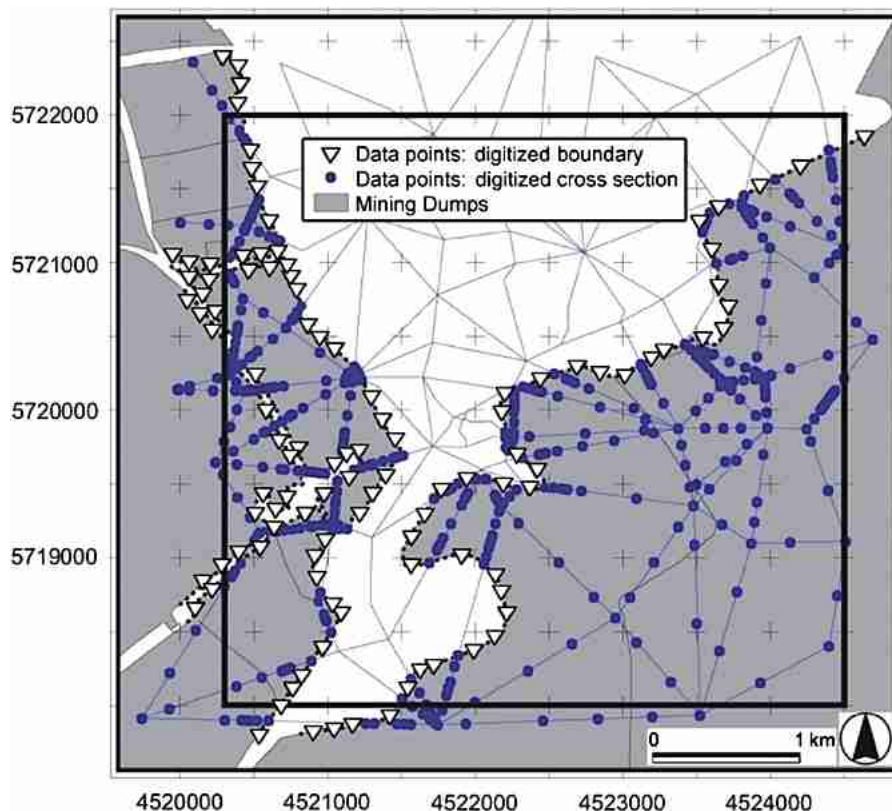 5722000
Data points: digitized boundary
Data points: digitized cross section
Mining Dumps
5721000
5720000
5719000
0 1 km
4520000 4521000 4522000 4523000 4524000